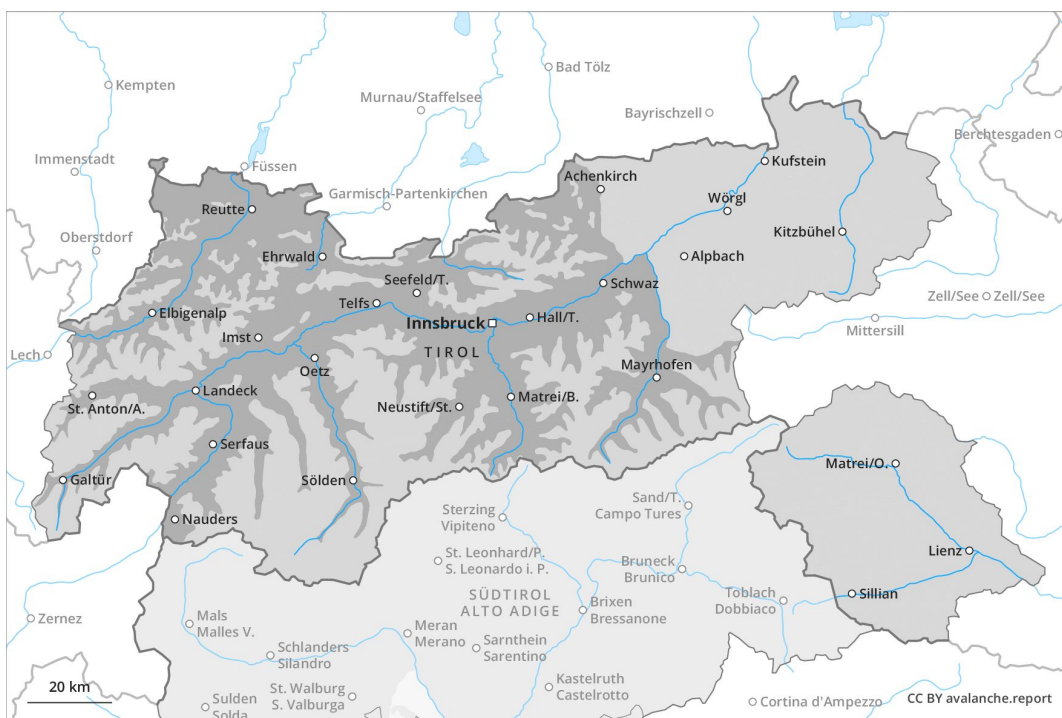 Kempten
Bad Tölz
Murnau/Staffelsee
Bayrischzell
Berchtesgaden
Immenstadt
Füssen
Kufstein
Achenkirch
Garmisch-Partenkirchen
Reutte
Wörgl
Oberstdorf
Kitzbühel
Ehrwald
Alpbach
Seefeld/T.
Schwaz
Zell/See
Zell/See
Telfs
Elbigenalp
Innsbruck
Hall/T.
Mittersill
Imst
Lech
TIROL
Oetz
Mayrhofen
Landeck
St. Anton/A.
Neustift/St.
Matrei/B.
Serfaus
Matrei/O.
Galtür
Sölden
Sand/T.
Campo Tures
Sterzing
Vipiteno
Nauders
Lienz
St. Leonhard/P.
S. Leonardo i. P.
Bruneck
Brunico
SÜDTIROL
ALTO ADIGE
Sillian
Toblach
Dobbiaco
Brixen
Bressanone
Zernez
Mals
Malles V.
Meran
Merano
Sarnthein
Sarentino
Schlanders
Silandro
Kastelruth
Castelrotto
20 km
St. Walburg
S. Valburga
Sulden
Solda
Cortina d'Ampezzo
CC BY avalanche.report